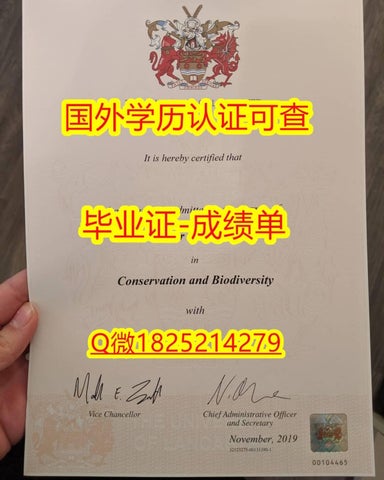 国外学历认证可查
It is hereby certified that
毕业证-成绩单
in
Conservation and Biodiversity
with
Q微1825214279
Vice Chancellor
Chief Administrative Officer
and Secretary
November, 2019
00104465